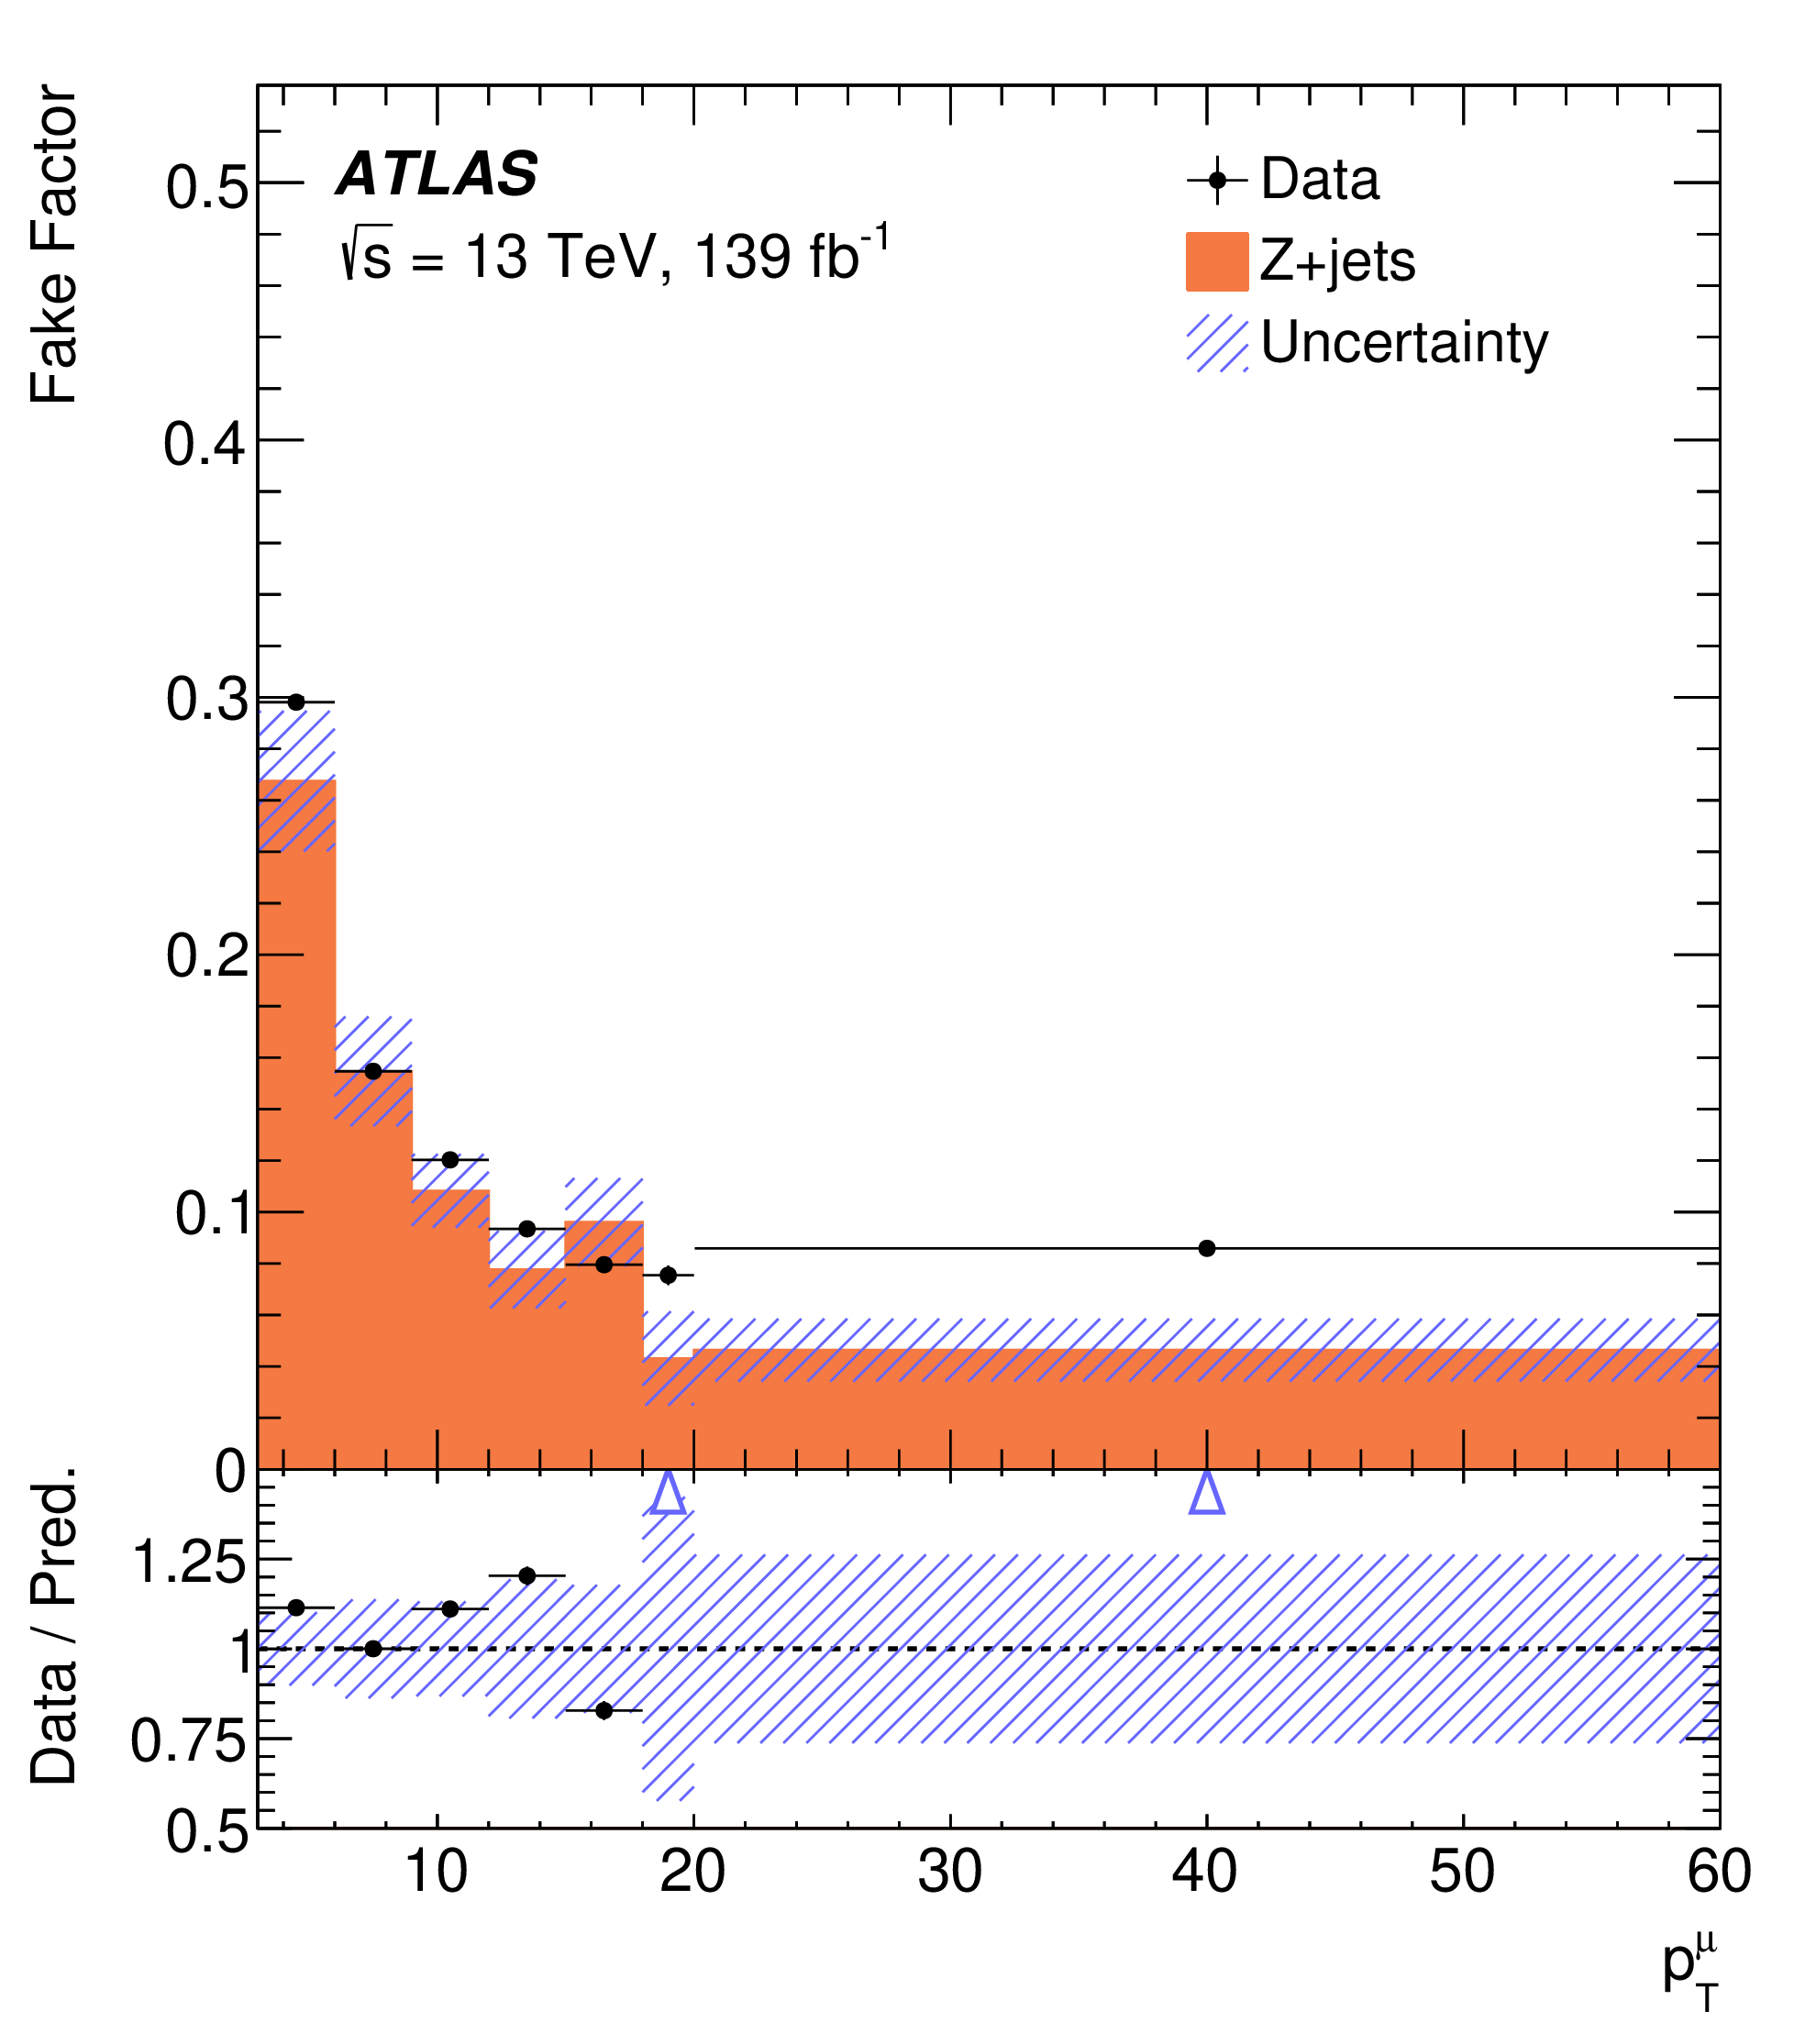 Fake Factor
0.5
0.4
0.3
0.2
0.1
0
ATLAS
√s = 13 TeV, 139 fb⁻¹
Data
Z+jets
Uncertainty
Data / Pred.
1.25
1
0.75
0.5
10 20 30 40 50 60
p_T^μ